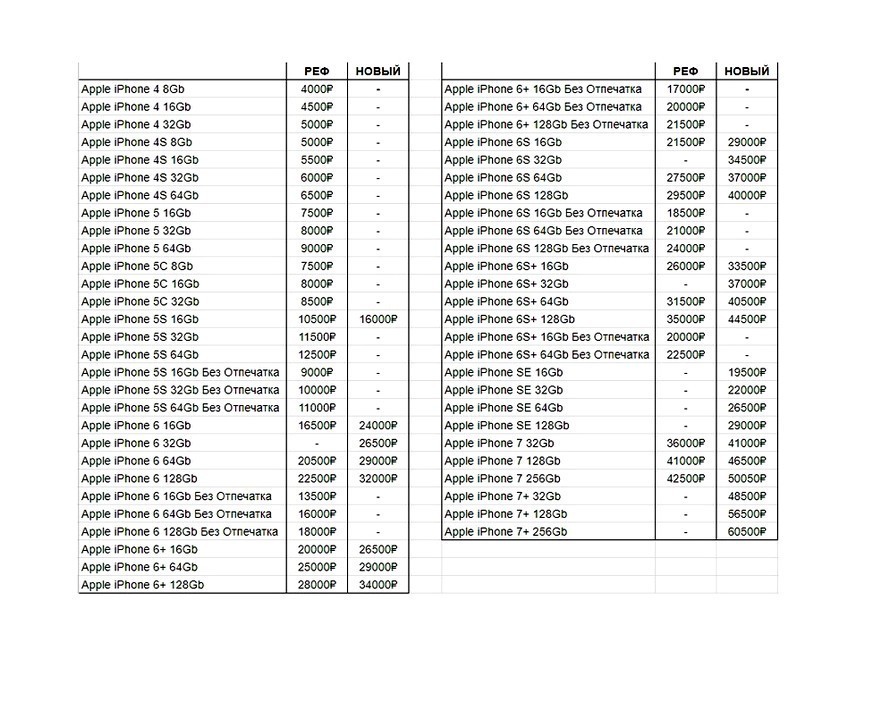 РЕФ НОВЫЙ
Apple iPhone 4 8Gb 4000₽ -
Apple iPhone 4 16Gb 4500₽ -
Apple iPhone 4 32Gb 5000₽ -
Apple iPhone 4S 8Gb 5000₽ -
Apple iPhone 4S 16Gb 5500₽ -
Apple iPhone 4S 32Gb 6000₽ -
Apple iPhone 4S 64Gb 6500₽ -
Apple iPhone 5 16Gb 7500₽ -
Apple iPhone 5 32Gb 8000₽ -
Apple iPhone 5 64Gb 9000₽ -
Apple iPhone 5C 8Gb 7500₽ -
Apple iPhone 5C 16Gb 8000₽ -
Apple iPhone 5C 32Gb 8500₽ -
Apple iPhone 5S 16Gb 10500₽ 16000₽
Apple iPhone 5S 32Gb 11500₽ -
Apple iPhone 5S 64Gb 12500₽ -
Apple iPhone 5S 16Gb Без Отпечатка 9000₽ -
Apple iPhone 5S 32Gb Без Отпечатка 10000₽ -
Apple iPhone 5S 64Gb Без Отпечатка 11000₽ -
Apple iPhone 6 16Gb 16500₽ 24000₽
Apple iPhone 6 32Gb - 26500₽
Apple iPhone 6 64Gb 20500₽ 29000₽
Apple iPhone 6 128Gb 22500₽ 32000₽
Apple iPhone 6 16Gb Без Отпечатка 13500₽ -
Apple iPhone 6 64Gb Без Отпечатка 16000₽ -
Apple iPhone 6 128Gb Без Отпечатка 18000₽ -
Apple iPhone 6+ 16Gb 20000₽ 26500₽
Apple iPhone 6+ 64Gb 25000₽ 29000₽
Apple iPhone 6+ 128Gb 28000₽ 34000₽
РЕФ НОВЫЙ
Apple iPhone 6+ 16Gb Без Отпечатка 17000₽ -
Apple iPhone 6+ 64Gb Без Отпечатка 20000₽ -
Apple iPhone 6+ 128Gb Без Отпечатка 21500₽ -
Apple iPhone 6S 16Gb 21500₽ 29000₽
Apple iPhone 6S 32Gb - 34500₽
Apple iPhone 6S 64Gb 27500₽ 37000₽
Apple iPhone 6S 128Gb 29500₽ 40000₽
Apple iPhone 6S 16Gb Без Отпечатка 18500₽ -
Apple iPhone 6S 64Gb Без Отпечатка 21000₽ -
Apple iPhone 6S 128Gb Без Отпечатка 24000₽ -
Apple iPhone 6S+ 16Gb 26000₽ 33500₽
Apple iPhone 6S+ 32Gb - 37000₽
Apple iPhone 6S+ 64Gb 31500₽ 40500₽
Apple iPhone 6S+ 128Gb 35000₽ 44500₽
Apple iPhone 6S+ 16Gb Без Отпечатка 20000₽ -
Apple iPhone 6S+ 64Gb Без Отпечатка 22500₽ -
Apple iPhone SE 16Gb - 19500₽
Apple iPhone SE 32Gb - 22000₽
Apple iPhone SE 64Gb - 26500₽
Apple iPhone SE 128Gb - 29000₽
Apple iPhone 7 32Gb 36000₽ 41000₽
Apple iPhone 7 128Gb 41000₽ 46500₽
Apple iPhone 7 256Gb 42500₽ 50050₽
Apple iPhone 7+ 32Gb - 48500₽
Apple iPhone 7+ 128Gb - 56500₽
Apple iPhone 7+ 256Gb - 60500₽